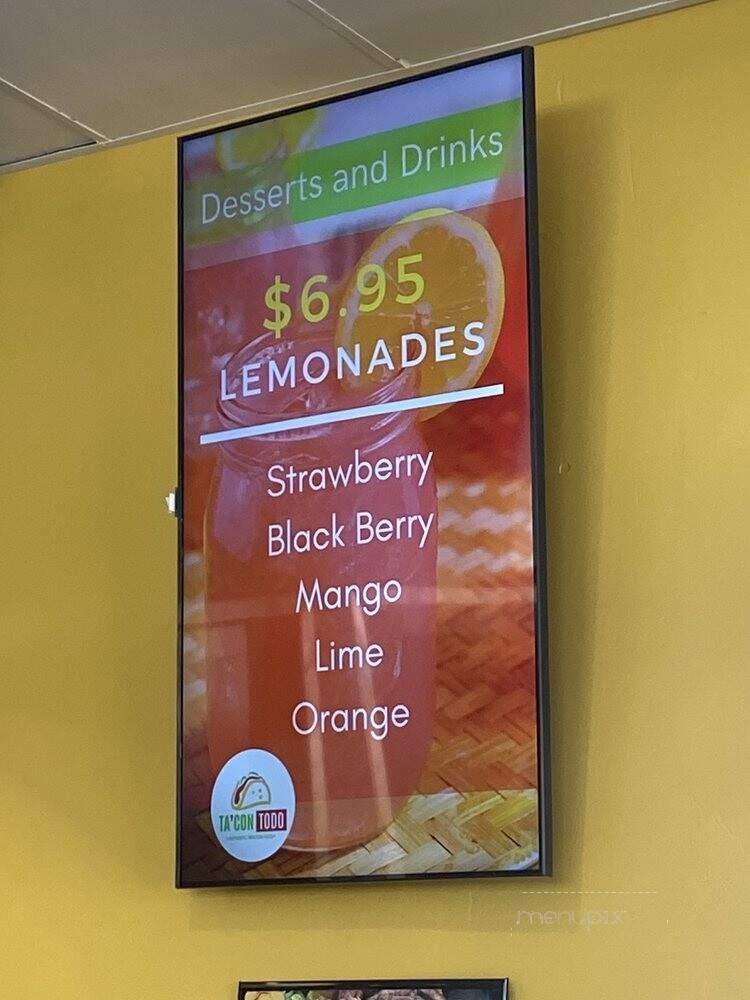 Desserts and Drinks
$6.95
LEMONADES
Strawberry
Black Berry
Mango
Lime
Orange
TA'CON TODO
menupix